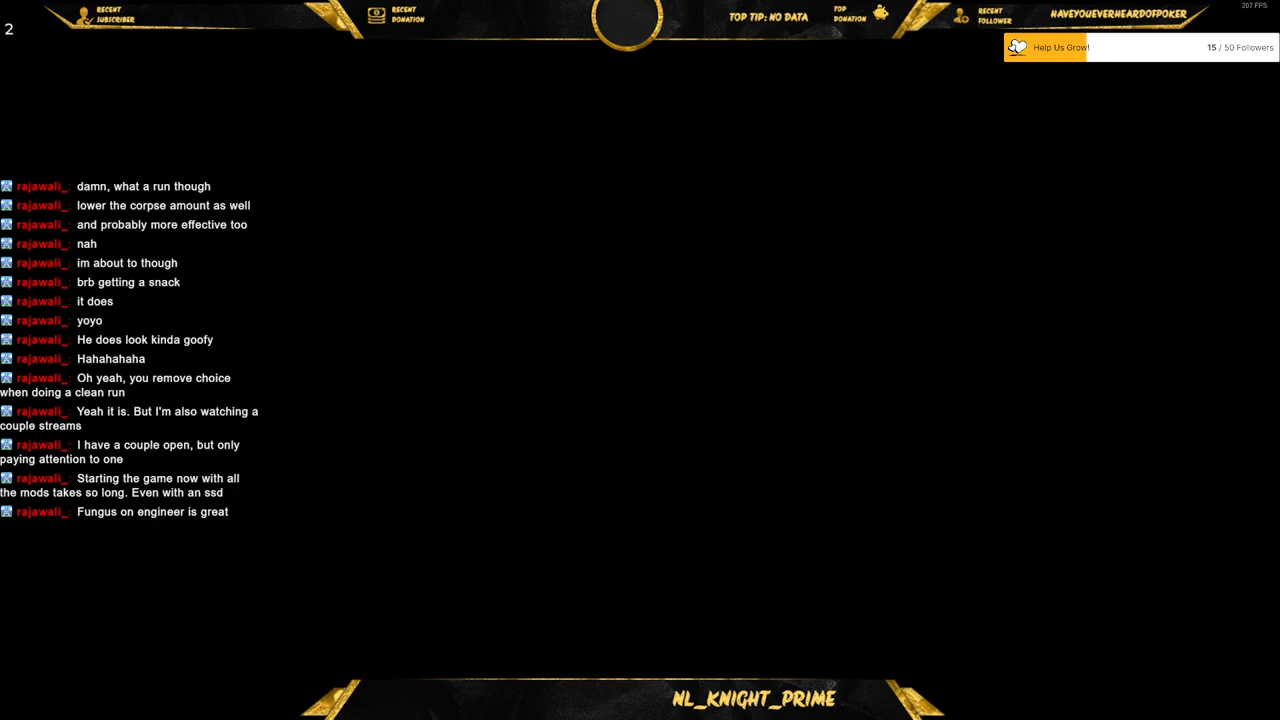 RECENT
SUBSCRIBER
RECENT
DONATION
TOP TIP: NO DATA
TOP
DONATION
RECENT
FOLLOWER
HAVEYOUEVERHEARDOFPOKER
207 FPS
2
Help Us Grow!
15 / 50 Followers
rajawali_: damn, what a run though
rajawali_: lower the corpse amount as well
rajawali_: and probably more effective too
rajawali_: nah
rajawali_: im about to though
rajawali_: brb getting a snack
rajawali_: it does
rajawali_: yoyo
rajawali_: He does look kinda goofy
rajawali_: Hahahahaha
rajawali_: Oh yeah, you remove choice
when doing a clean run
rajawali_: Yeah it is. But I'm also watching a
couple streams
rajawali_: I have a couple open, but only
paying attention to one
rajawali_: Starting the game now with all
the mods takes so long. Even with an ssd
rajawali_: Fungus on engineer is great
NL_KNIGHT_PRIME